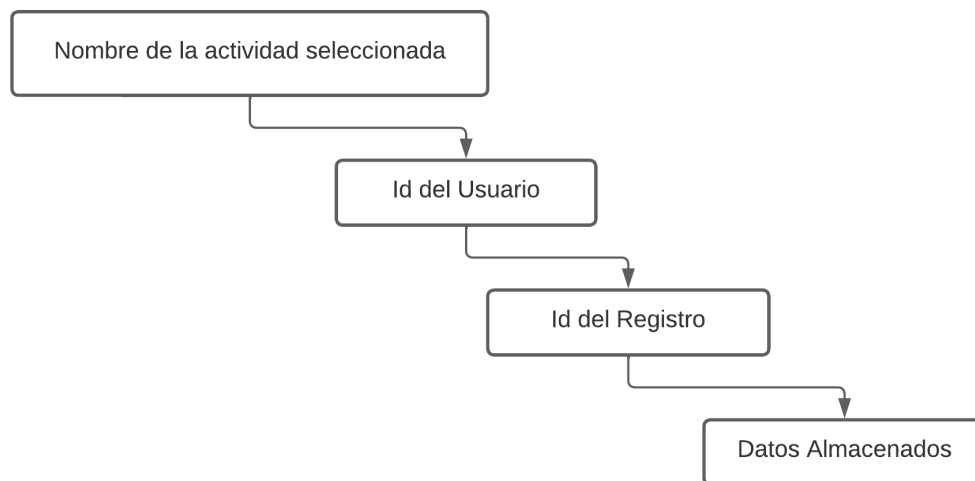 Nombre de la actividad seleccionada
Id del Usuario
Id del Registro
Datos Almacenados